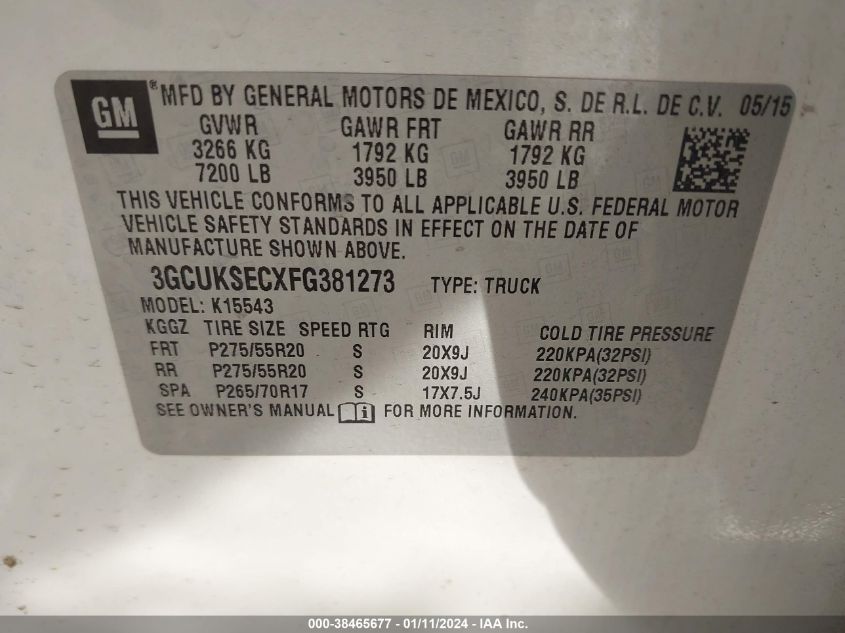 GM ® MFD BY GENERAL MOTORS DE MEXICO, S. DE R.L. DE C.V. 05/15
GVWR GAWR FRT GAWR RR
3266 KG 1792 KG 1792 KG
7200 LB 3950 LB 3950 LB
THIS VEHICLE CONFORMS TO ALL APPLICABLE U.S. FEDERAL MOTOR
VEHICLE SAFETY STANDARDS IN EFFECT ON THE DATE OF
MANUFACTURE SHOWN ABOVE.
3GCUKSECXFG381273 TYPE: TRUCK
MODEL: K15543
KGGZ TIRE SIZE SPEED RTG RIM COLD TIRE PRESSURE
FRT P275/55R20 S 20X9J 220KPA(32PSI)
RR P275/55R20 S 20X9J 220KPA(32PSI)
SPA P265/70R17 S 17X7.5J 240KPA(35PSI)
SEE OWNER'S MANUAL i FOR MORE INFORMATION.
000-38465677 - 01/11/2024 - IAA Inc.